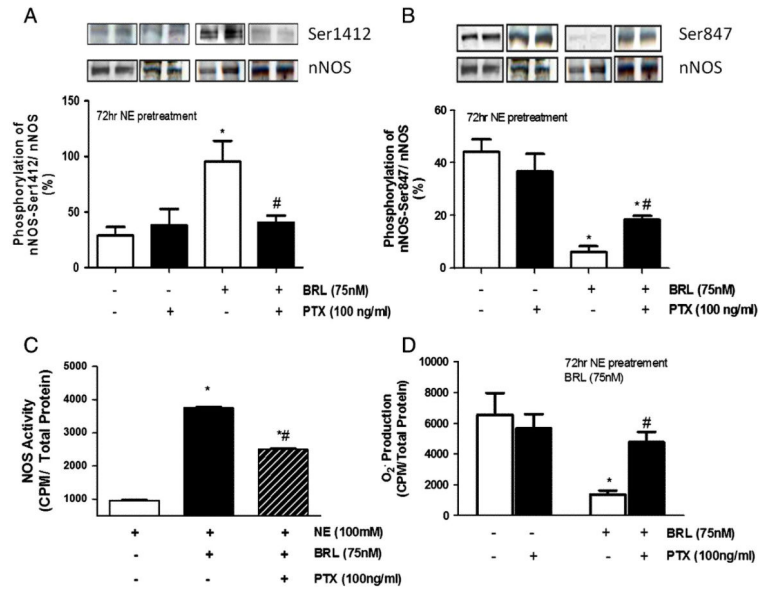 A
Ser1412
nNOS
150
100
50
0
Phosphorylation of
nNOS-Ser1412/ nNOS
(%)
72hr NE pretreatment
*
#
- - + + BRL (75nM)
- + - + PTX (100 ng/ml)
B
Ser847
nNOS
60
40
20
0
Phosphorylation of
nNOS-Ser847/ nNOS
(%)
72hr NE pretreatment
*
*#
- - + + BRL (75nM)
- + - + PTX (100 ng/ml)
C
5000
4000
3000
2000
1000
NOS Activity
(CPM/ Total Protein)
*
*#
+ + + NE (100mM)
- + + BRL (75nM)
- - + PTX (100ng/ml)
D
10000
8000
6000
4000
2000
0
O2- Production
(CPM/Total Protein)
72hr NE preatrement
BRL (75nM)
*
#
- - + + BRL (75nM)
- + - + PTX (100ng/ml)